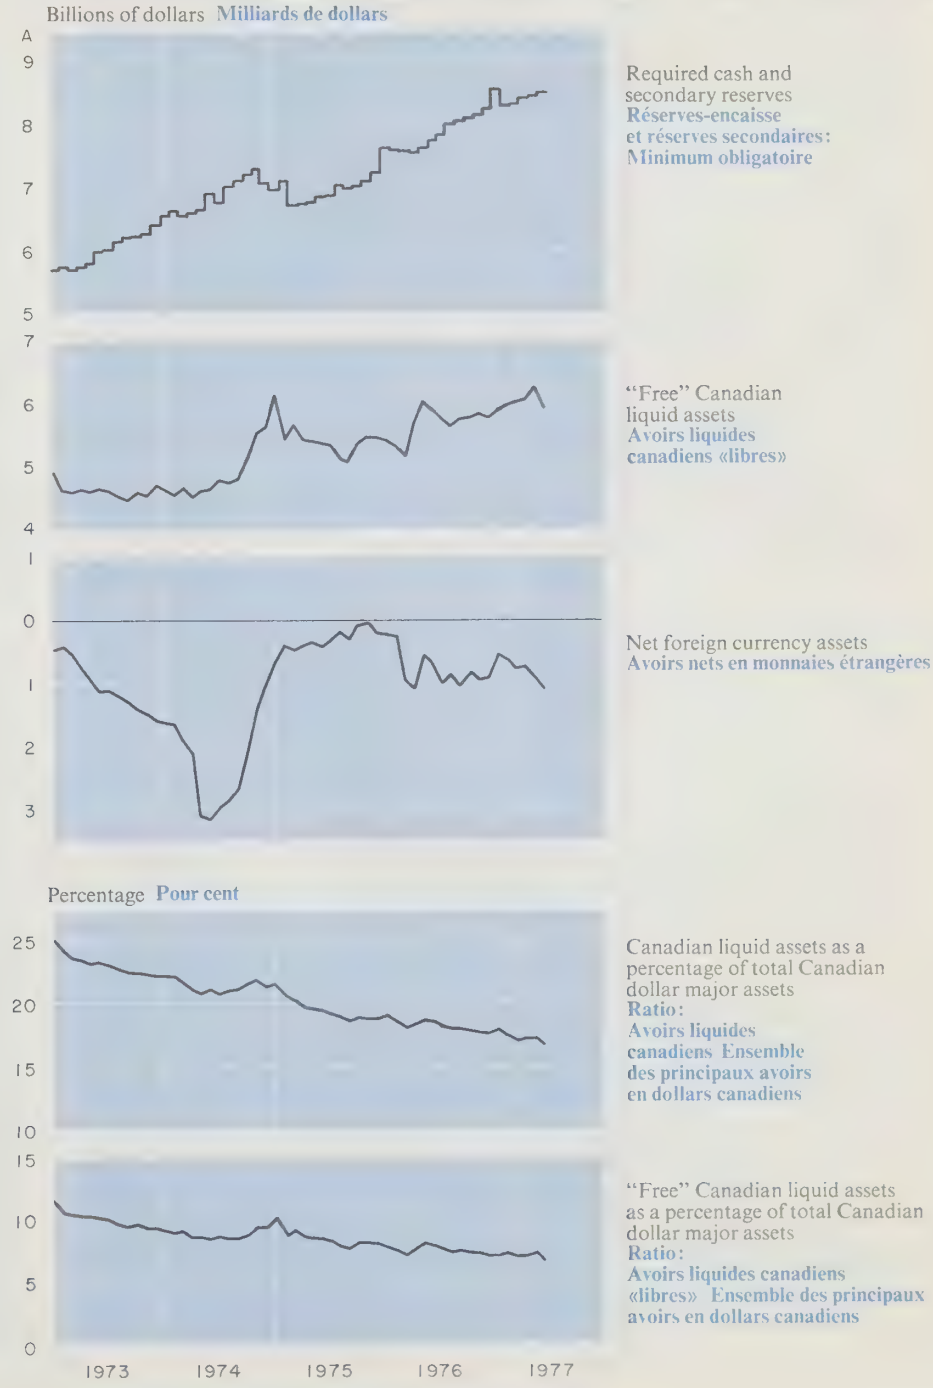 Billions of dollars Milliards de dollars
A
9
8
7
6
5
Required cash and
secondary reserves
Réserves-encaisse
et réserves secondaires:
Minimum obligatoire
7
6
5
4
"Free" Canadian
liquid assets
Avoirs liquides
canadiens «libres»
1
0
1
2
3
Net foreign currency assets
Avoirs nets en monnaies étrangères
Percentage Pour cent
25
20
15
10
Canadian liquid assets as a
percentage of total Canadian
dollar major assets
Ratio:
Avoirs liquides
canadiens Ensemble
des principaux avoirs
en dollars canadiens
15
10
5
0
"Free" Canadian liquid assets
as a percentage of total Canadian
dollar major assets
Ratio:
Avoirs liquides canadiens
«libres» Ensemble des principaux
avoirs en dollars canadiens
1973 1974 1975 1976 1977